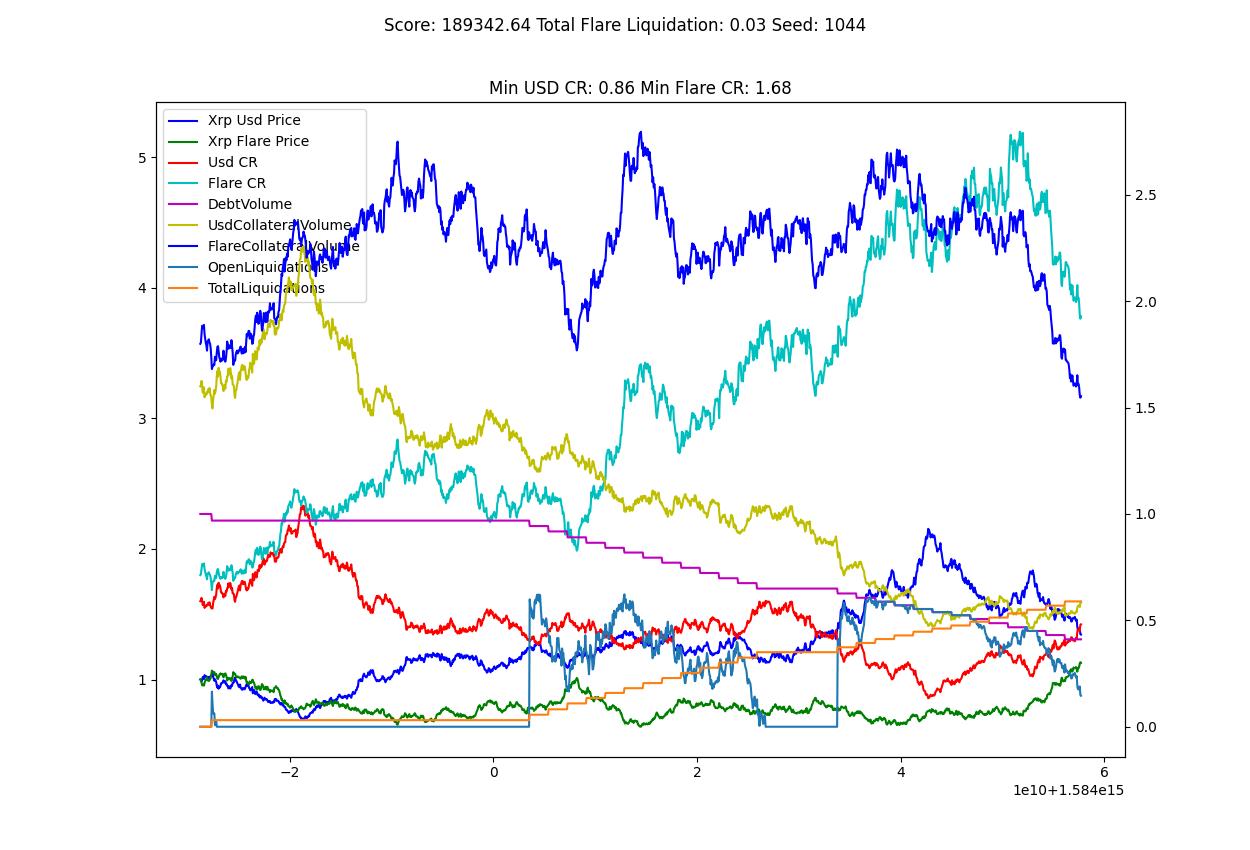 Score: 189342.64 Total Flare Liquidation: 0.03 Seed: 1044
Min USD CR: 0.86 Min Flare CR: 1.68
Xrp Usd Price
Xrp Flare Price
Usd CR
Flare CR
DebtVolume
UsdCollateralVolume
FlareCollateralVolume
OpenLiquidations
TotalLiquidations
5
4
3
2
1
2.5
2.0
1.5
1.0
0.5
0.0
−2
0
2
4
6
1e10+1.584e15